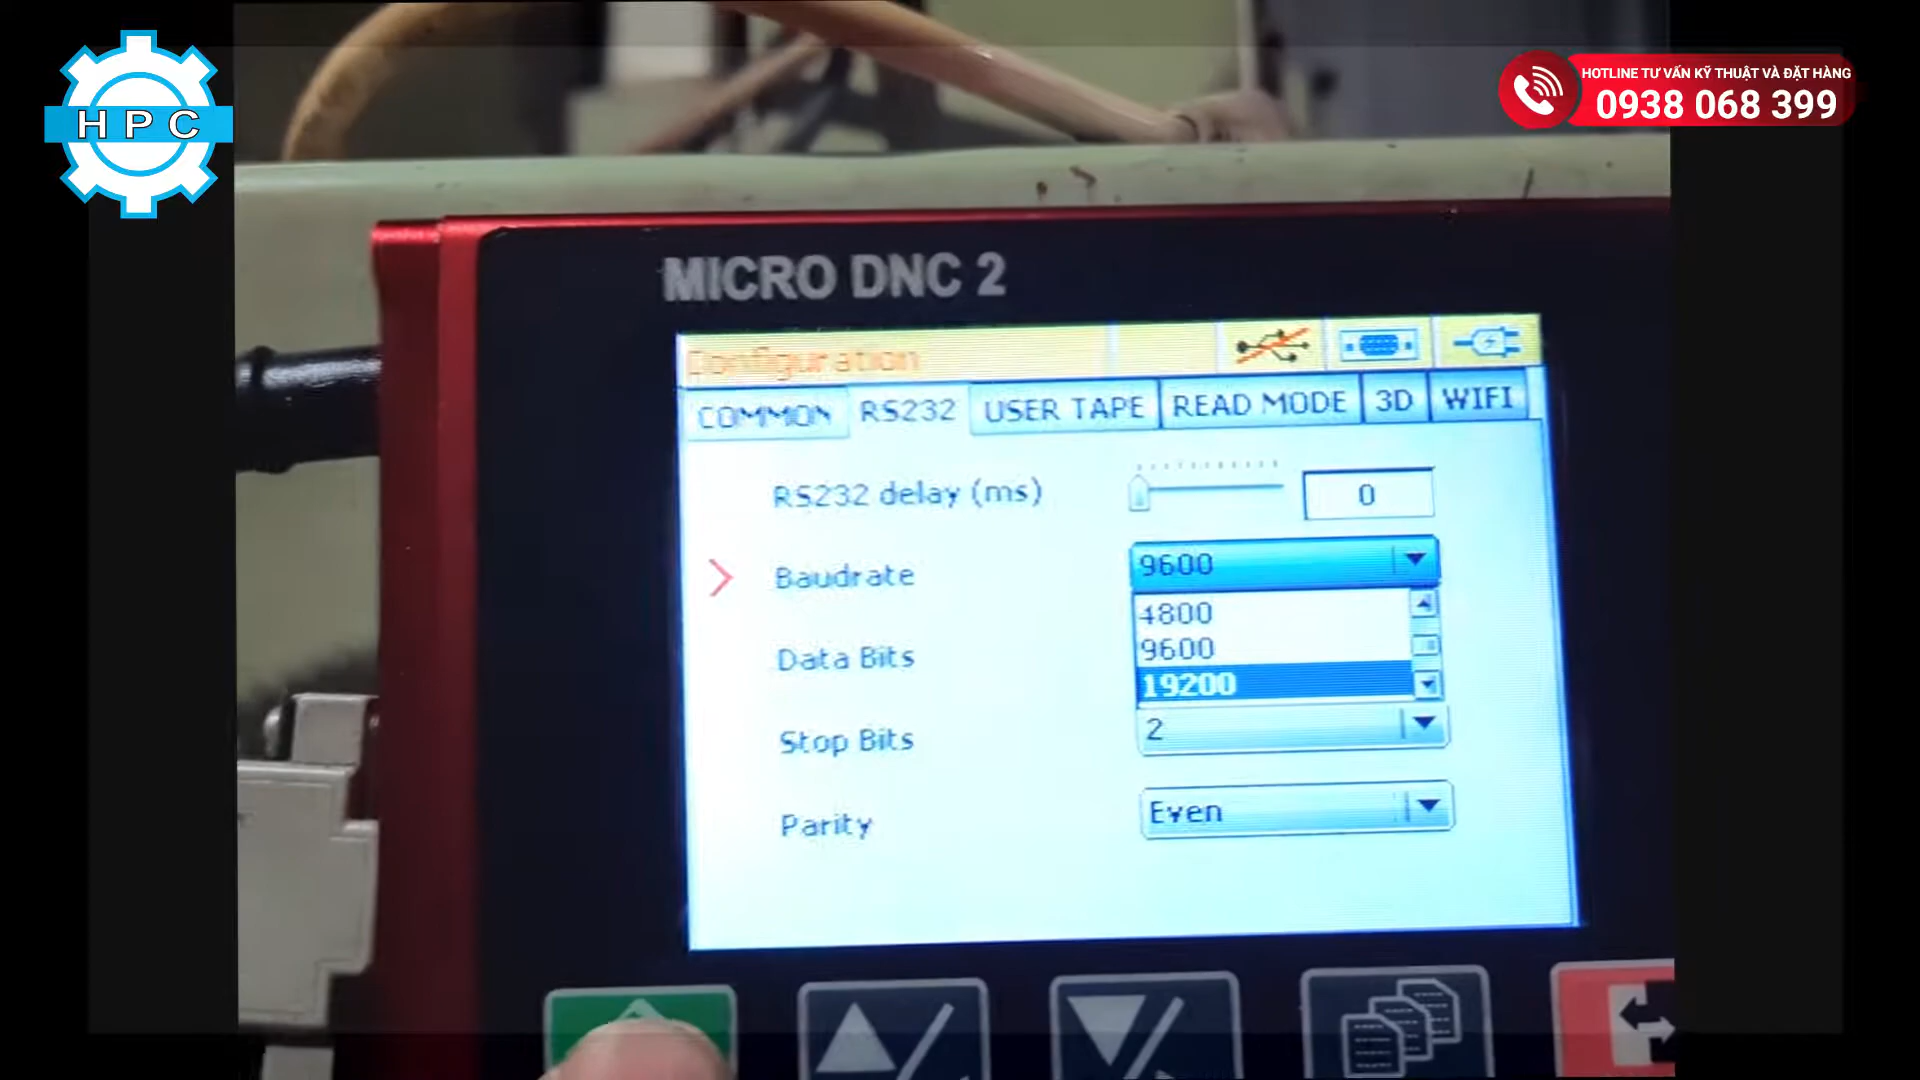 HPC
HOTLINE TƯ VẤN KỸ THUẬT VÀ ĐẶT HÀNG
0938 068 399
MICRO DNC 2
Configuration
COMMON RS232 USER TAPE READ MODE 3D WIFI
RS232 delay (ms) 0
Baudrate 9600
4800
9600
19200
Data Bits
Stop Bits 2
Parity Even